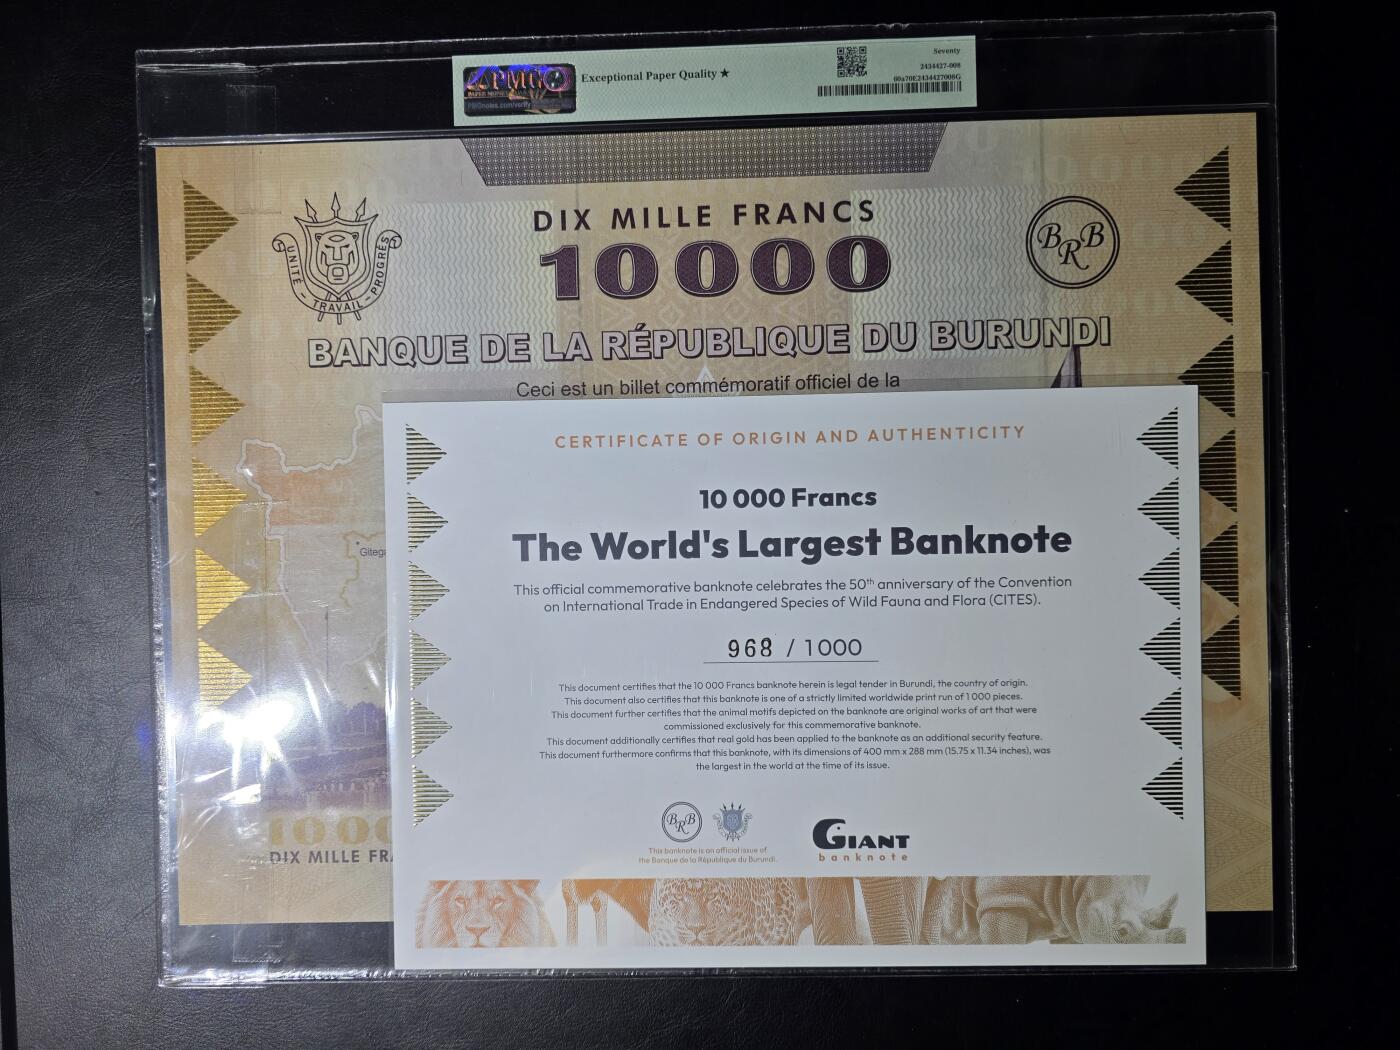 PMG
PMGnotes.com/verify
Exceptional Paper Quality ★
Seventy
2434427-008
60a70E2434427008G
DIX MILLE FRANCS
10 000
UNITÉ - TRAVAIL - PROGRÈS
BRB
BANQUE DE LA RÉPUBLIQUE DU BURUNDI
Ceci est un billet commémoratif officiel de la
Gitega
10 00
DIX MILLE FRA
CERTIFICATE OF ORIGIN AND AUTHENTICITY
10 000 Francs
The World's Largest Banknote
This official commemorative banknote celebrates the 50th anniversary of the Convention
on International Trade in Endangered Species of Wild Fauna and Flora (CITES).
968 / 1000
This document certifies that the 10 000 Francs banknote herein is legal tender in Burundi, the country of origin.
This document also certifies that this banknote is one of a strictly limited worldwide print run of 1 000 pieces.
This document further certifies that the animal motifs depicted on the banknote are original works of art that were
commissioned exclusively for this commemorative banknote.
This document additionally certifies that real gold has been applied to the banknote as an additional security feature.
This document furthermore confirms that this banknote, with its dimensions of 400 mm x 288 mm (15.75 x 11.34 inches), was
the largest in the world at the time of its issue.
BRB
This banknote is an official issue of
the Banque de la République du Burundi.
GIANT
banknote